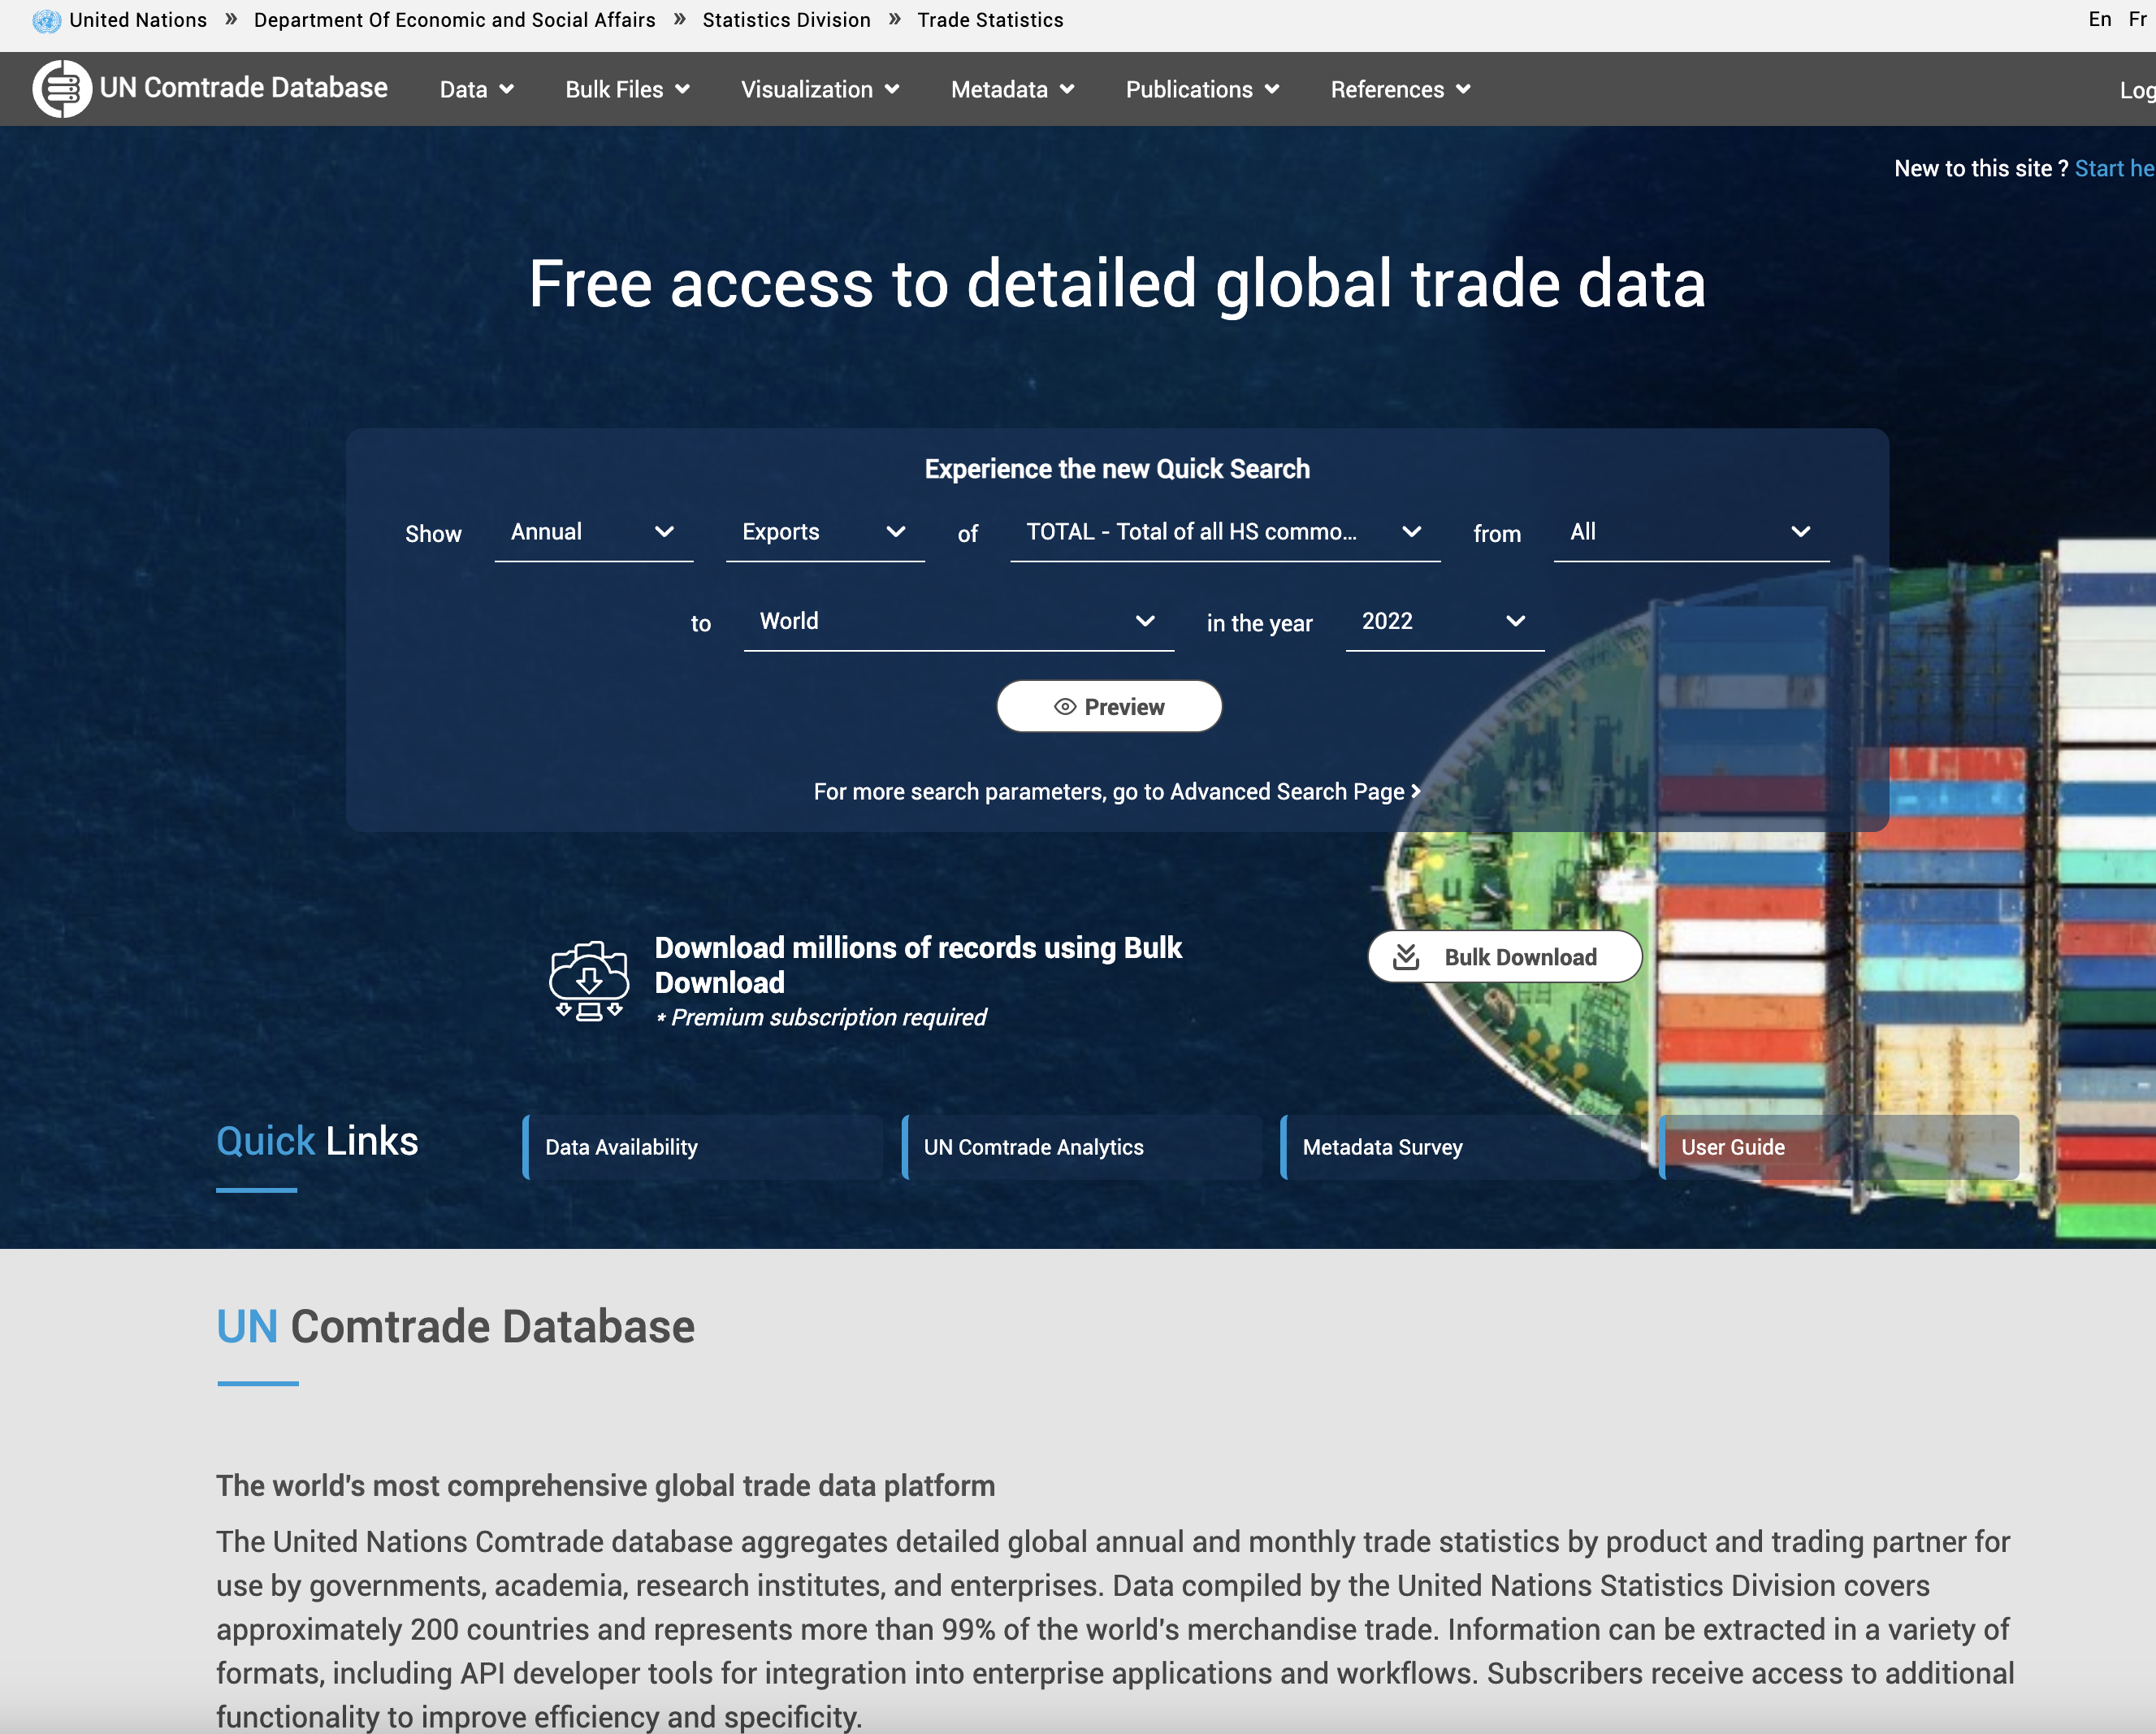 United Nations » Department Of Economic and Social Affairs » Statistics Division » Trade Statistics
En Fr
UN Comtrade Database Data Bulk Files Visualization Metadata Publications References Log
New to this site ? Start he
Free access to detailed global trade data
Experience the new Quick Search
Show Annual Exports of TOTAL - Total of all HS commo... from All
to World in the year 2022
Preview
For more search parameters, go to Advanced Search Page
Download millions of records using Bulk
Download
* Premium subscription required
Bulk Download
Quick Links
Data Availability
UN Comtrade Analytics
Metadata Survey
User Guide
UN Comtrade Database
The world's most comprehensive global trade data platform
The United Nations Comtrade database aggregates detailed global annual and monthly trade statistics by product and trading partner for
use by governments, academia, research institutes, and enterprises. Data compiled by the United Nations Statistics Division covers
approximately 200 countries and represents more than 99% of the world's merchandise trade. Information can be extracted in a variety of
formats, including API developer tools for integration into enterprise applications and workflows. Subscribers receive access to additional
functionality to improve efficiency and specificity.